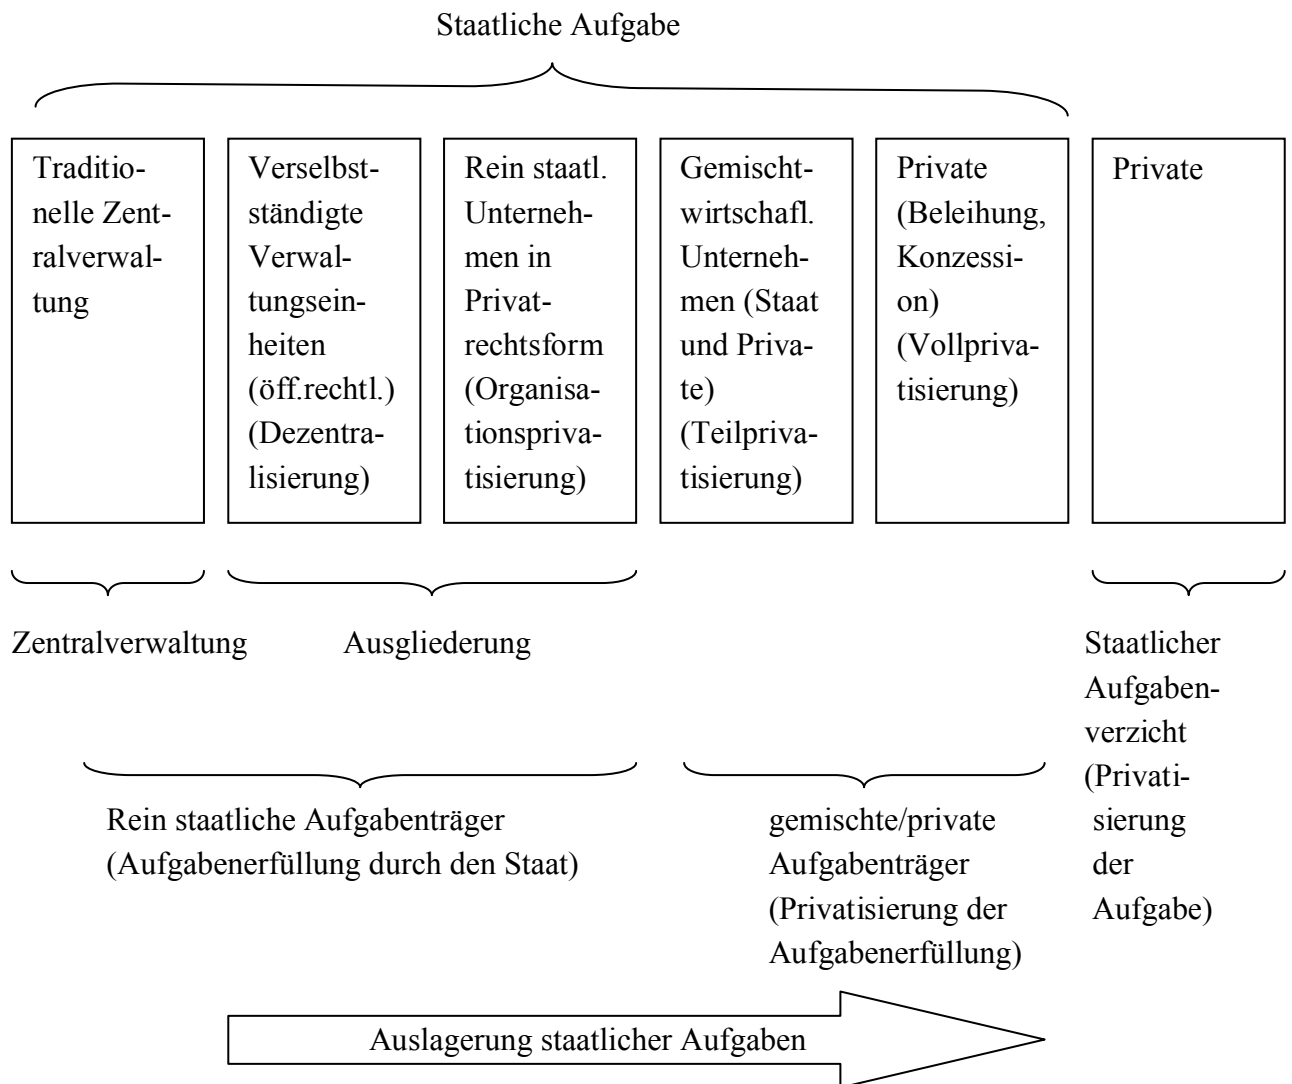 Staatliche Aufgabe
Traditio-
nelle Zent-
ralverwal-
tung
Verselbst-
ständigte
Verwal-
tungsein-
heiten
(öff.rechtl.)
(Dezentra-
lisierung)
Rein staatl.
Unterneh-
men in
Privat-
rechtsform
(Organisa-
tionspriva-
tisierung)
Gemischt-
wirtschafl.
Unterneh-
men (Staat
und Priva-
te)
(Teilpriva-
tisierung)
Private
(Beleihung,
Konzessi-
on)
(Vollpriva-
tisierung)
Private
Zentralverwaltung
Ausgliederung
Staatlicher
Aufgaben-
verzicht
(Privati-
sierung
der
Aufgabe)
Rein staatliche Aufgabenträger
(Aufgabenerfüllung durch den Staat)
gemischte/private
Aufgabenträger
(Privatisierung der
Aufgabenerfüllung)
Auslagerung staatlicher Aufgaben